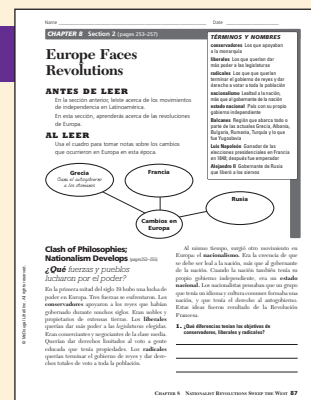 Name
Date
CHAPTER 8 Section 2 (pages 253–257)
Europe Faces
Revolutions
TÉRMINOS Y NOMBRES
conservadores Los que apoyaban
a la monarquía
liberales Los que querían dar
más poder a las legislaturas
radicales Los que que querían
terminar el gobierno de reyes y dar
derecho a votar a toda la población
nacionalismo Lealtad a la nación,
más que al gobierno de la nación
estado nacional País con su propio
gobierno independiente
Balcanes Región que abarca todo o
parte de las actuales Grecia, Albania,
Bulgaria, Rumania, Turquía y lo que
fue Yugoslavia
Luis Napoleón Ganador de las
elecciones presidenciales en Francia
en 1848; después fue emperador
Alejandro II Gobernante de Rusia
que liberó a los siervos
ANTES DE LEER
En la sección anterior, leíste acerca de los movimientos
de independencia en Latinoamérica.
En esta sección, aprenderás acerca de las revoluciones
de Europa.
AL LEER
Usa el cuadro para tomar notas sobre los cambios
que ocurrieron en Europa en esta época.
Grecia
Gana el autogobierno
a los otomanos
Francia
Rusia
Cambios en
Europa
Clash of Philosophies;
Nationalism Develops (pages 253–255)
¿Qué fuerzas y pueblos
lucharon por el poder?
En la primera mitad del siglo 19 hubo una lucha de
poder en Europa. Tres fuerzas se enfrentaron. Los
conservadores apoyaron a los reyes que habían
gobernado durante muchos siglos. Eran nobles y
propietarios de extensas tierras. Los liberales
querían dar más poder a las legislaturas elegidas.
Eran comerciantes y negociantes de la clase media.
Querían dar derechos limitados al voto a gente
educada que tenía propiedades. Los radicales
querían terminar el gobierno de reyes y dar dere-
chos totales de voto a toda la población.
Al mismo tiempo, surgió otro movimiento en
Europa: el nacionalismo. Era la creencia de que
se debe ser leal a la nación, más que al gobernante
de la nación. Cuando la nación también tenía su
propio gobierno independiente, era un estado
nacional. Los nacionalistas pensaban que un grupo
que tenía un idioma y cultura comunes formaba una
nación, y que tenía el derecho al autogobierno.
Estas ideas fueron resultado de la Revolución
Francesa.
1. ¿Qué diferencias tenían los objetivos de
conservadores, liberales y radicales?
© McDougal Littell Inc. All rights reserved.
CHAPTER 8 NATIONALIST REVOLUTIONS SWEEP THE WEST 87